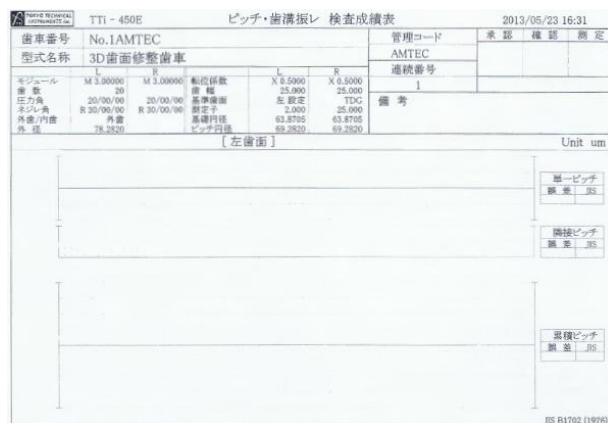 TOKYO TECHNICAL INSTRUMENTS Inc. TTi - 450E ピッチ・歯溝振レ 検査成績表 2013/05/23 16:31
歯車番号 No.1AMTEC 管理コード 承 認 確 認 測 定
型式名称 3D歯面修整歯車 AMTEC
連続番号
1
備 考
L R L R
モジュール M 3.00000 M 3.00000 転位係数 X 0.5000 X 0.5000
歯 数 20 歯 幅 25.000 25.000
圧力角 20/00/00 20/00/00 基準歯面 左 設定 TDG
ネジレ角 R 30/00/00 R 30/00/00 測定子 2.000 25.000
外歯/内歯 外歯 基礎円径 63.8705 63.8705
外 径 78.2820 ピッチ円径 69.2820 69.2820
[ 左歯面 ] Unit um
単一ピッチ
誤 差 JIS
隣接ピッチ
誤 差 JIS
累積ピッチ
誤 差 JIS
JIS B1702 (1976)